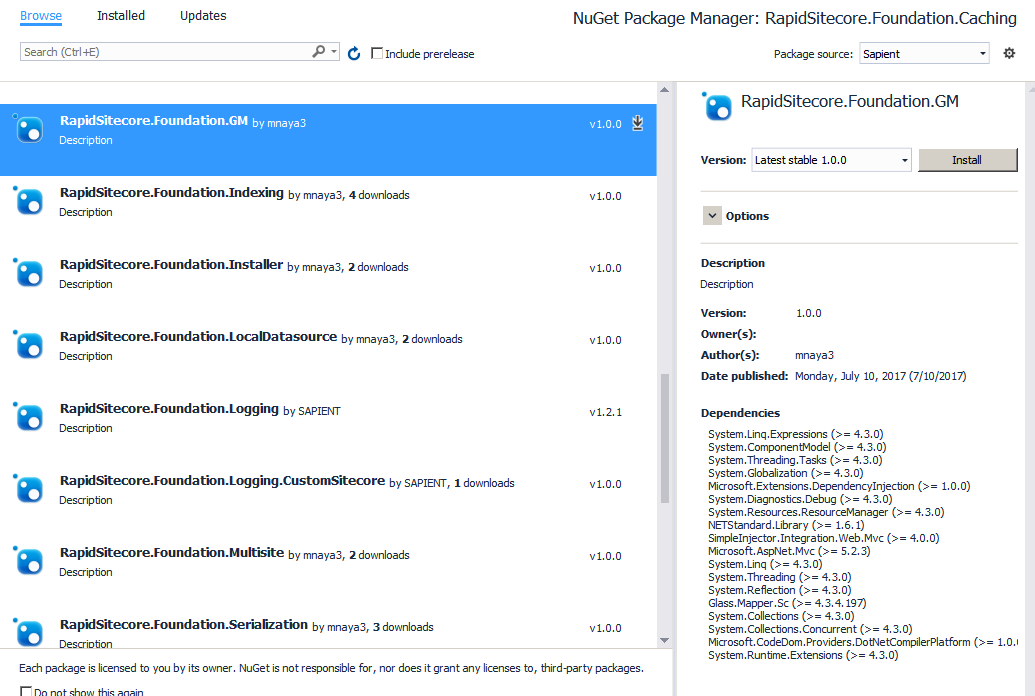 Browse Installed Updates NuGet Package Manager: RapidSitecore.Foundation.Caching
Search (Ctrl+E) Include prerelease Package source: Sapient
RapidSitecore.Foundation.GM by mnaya3 v1.0.0
Description
RapidSitecore.Foundation.Indexing by mnaya3, 4 downloads v1.0.0
Description
RapidSitecore.Foundation.Installer by mnaya3, 2 downloads v1.0.0
Description
RapidSitecore.Foundation.LocalDatasource by mnaya3, 2 downloads v1.0.0
Description
RapidSitecore.Foundation.Logging by SAPIENT v1.2.1
Description
RapidSitecore.Foundation.Logging.CustomSitecore by SAPIENT, 1 downloads v1.0.0
Description
RapidSitecore.Foundation.Multisite by mnaya3, 2 downloads v1.0.0
Description
RapidSitecore.Foundation.Serialization by mnaya3, 3 downloads v1.0.0
Description
Each package is licensed to you by its owner. NuGet is not responsible for, nor does it grant any licenses to, third-party packages.
Do not show this again
RapidSitecore.Foundation.GM
Version: Latest stable 1.0.0 Install
Options
Description
Description
Version: 1.0.0
Owner(s):
Author(s): mnaya3
Date published: Monday, July 10, 2017 (7/10/2017)
Dependencies
System.Linq.Expressions (>= 4.3.0)
System.ComponentModel (>= 4.3.0)
System.Threading.Tasks (>= 4.3.0)
System.Globalization (>= 4.3.0)
Microsoft.Extensions.DependencyInjection (>= 1.0.0)
System.Diagnostics.Debug (>= 4.3.0)
System.Resources.ResourceManager (>= 4.3.0)
NETStandard.Library (>= 1.6.1)
SimpleInjector.Integration.Web.Mvc (>= 4.0.0)
Microsoft.AspNet.Mvc (>= 5.2.3)
System.Linq (>= 4.3.0)
System.Threading (>= 4.3.0)
System.Reflection (>= 4.3.0)
Glass.Mapper.Sc (>= 4.3.4.197)
System.Collections (>= 4.3.0)
System.Collections.Concurrent (>= 4.3.0)
Microsoft.CodeDom.Providers.DotNetCompilerPlatform (>= 1.0.
System.Runtime.Extensions (>= 4.3.0)